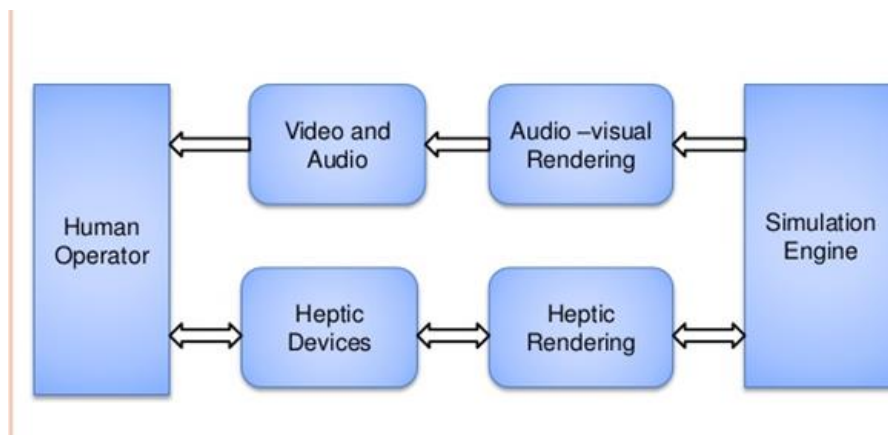 Video and
Audio
Audio –visual
Rendering
Human
Operator
Simulation
Engine
Heptic
Devices
Heptic
Rendering